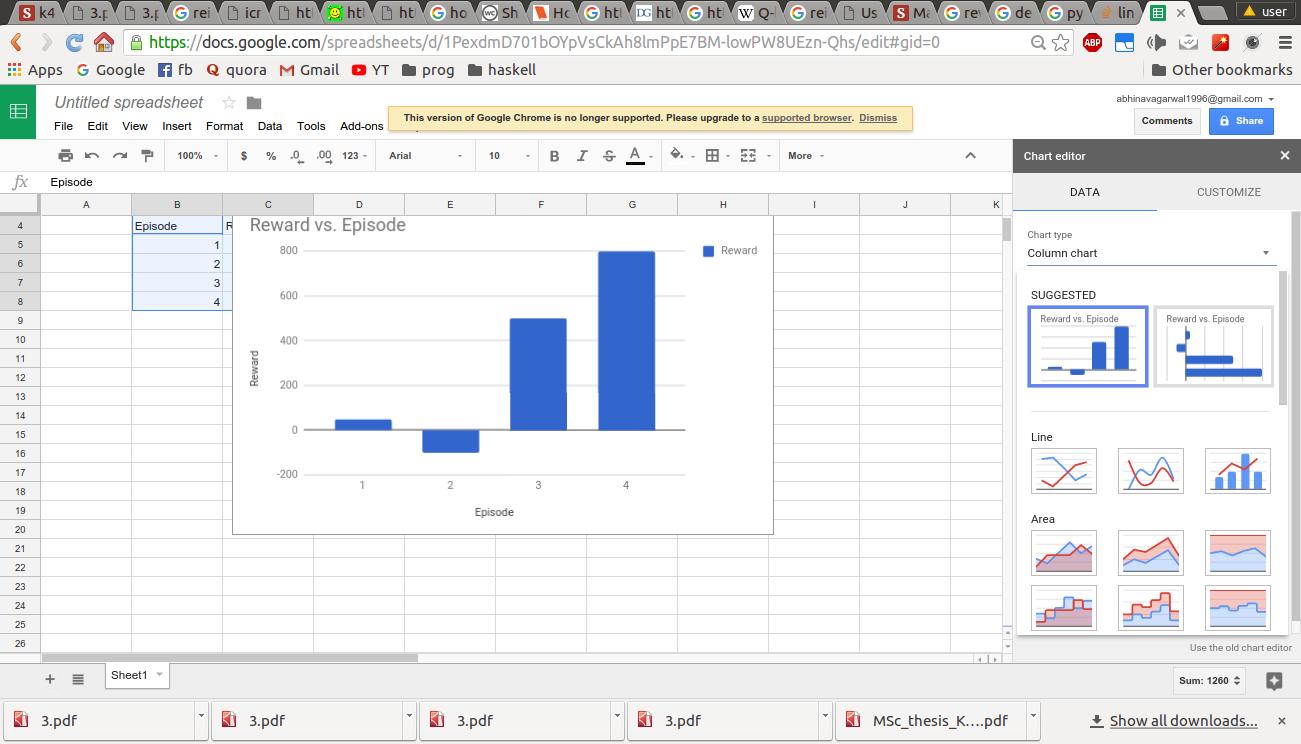 k4 3.p 3.p rei icr ht ht ht ho Sh Ho ht ht ht Q- rei Us Ma rev de py lin user
https://docs.google.com/spreadsheets/d/1PexdmD701bOYpVsCkAh8lmPpE7BM-lowPW8UEzn-Qhs/edit#gid=0
Apps Google fb quora Gmail YT prog haskell Other bookmarks
Untitled spreadsheet
abhinavagarwal1996@gmail.com
This version of Google Chrome is no longer supported. Please upgrade to a supported browser. Dismiss
File Edit View Insert Format Data Tools Add-ons
Comments Share
100% $ % .0 .00 123 Arial 10 B I S A More
Chart editor
fx Episode
DATA CUSTOMIZE
A B C D E F G H I J K
4 Episode R
5 1
6 2
7 3
8 4
9
10
11
12
13
14
15
16
17
18
19
20
21
22
23
24
25
26
Reward vs. Episode
800
600
400
200
0
-200
Reward
1 2 3 4
Episode
Reward
Chart type
Column chart
SUGGESTED
Reward vs. Episode Reward vs. Episode
Line
Area
Use the old chart editor
Sheet1
Sum: 1260
3.pdf 3.pdf 3.pdf 3.pdf MSc_thesis_K....pdf Show all downloads...